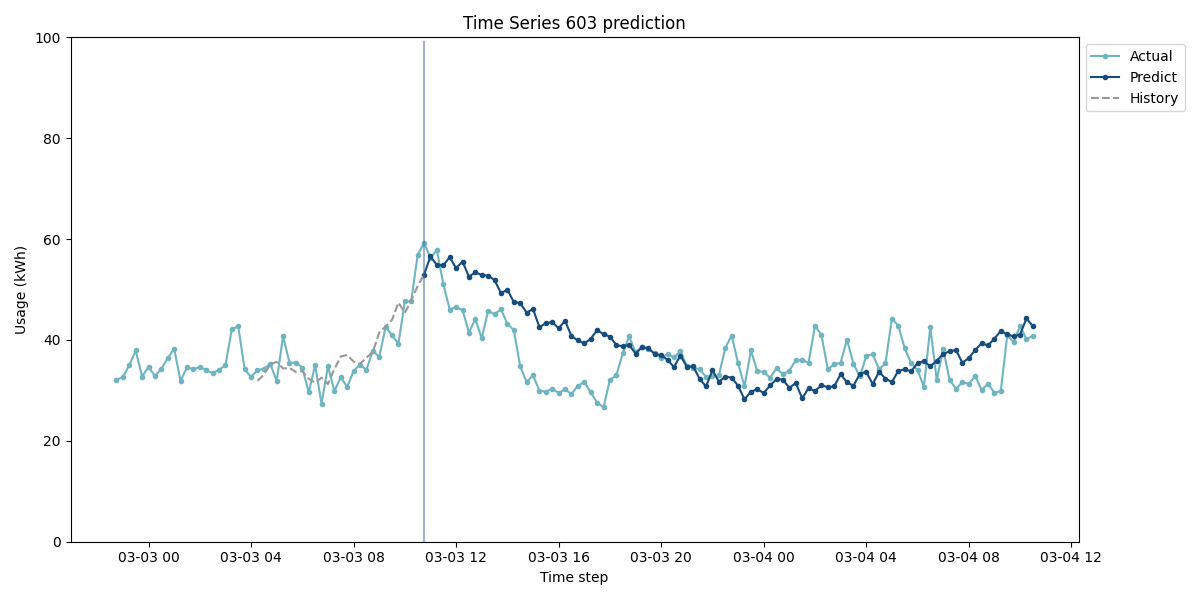 Time Series 603 prediction
100
80
60
40
20
0
Usage (kWh)
03-03 00
03-03 04
03-03 08
03-03 12
03-03 16
03-03 20
03-04 00
03-04 04
03-04 08
03-04 12
Time step
Actual
Predict
History